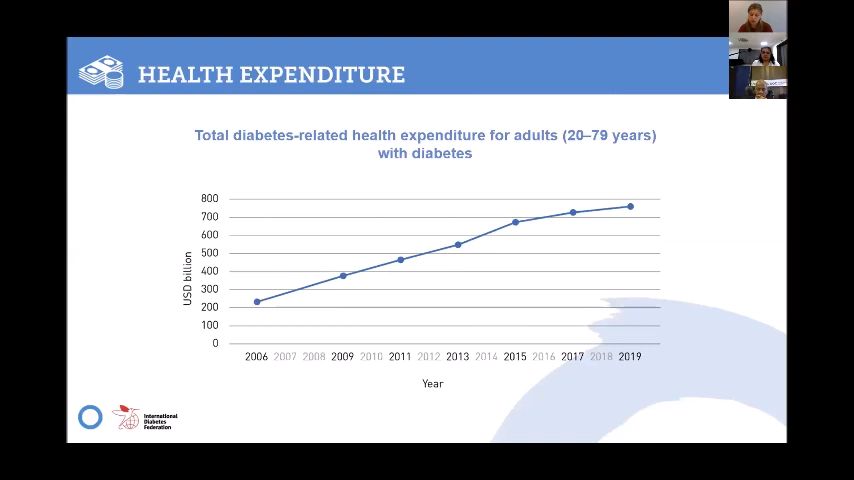 HEALTH EXPENDITURE
Total diabetes-related health expenditure for adults (20–79 years)
with diabetes
800
700
600
500
400
300
200
100
0
USD billion
2006 2007 2008 2009 2010 2011 2012 2013 2014 2015 2016 2017 2018 2019
Year
International
Diabetes
Federation